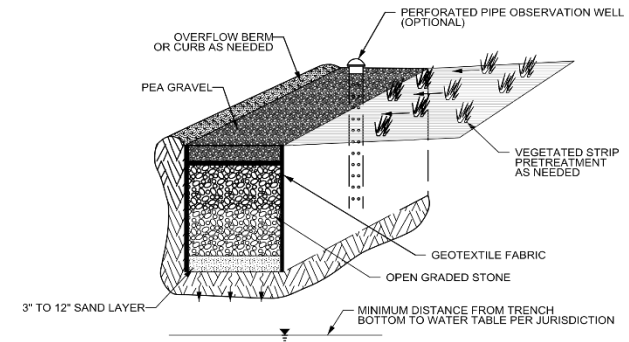 PERFORATED PIPE OBSERVATION WELL
(OPTIONAL)
OVERFLOW BERM
OR CURB AS NEEDED
PEA GRAVEL
VEGETATED STRIP
PRETREATMENT
AS NEEDED
GEOTEXTILE FABRIC
OPEN GRADED STONE
3" TO 12" SAND LAYER
MINIMUM DISTANCE FROM TRENCH
BOTTOM TO WATER TABLE PER JURISDICTION